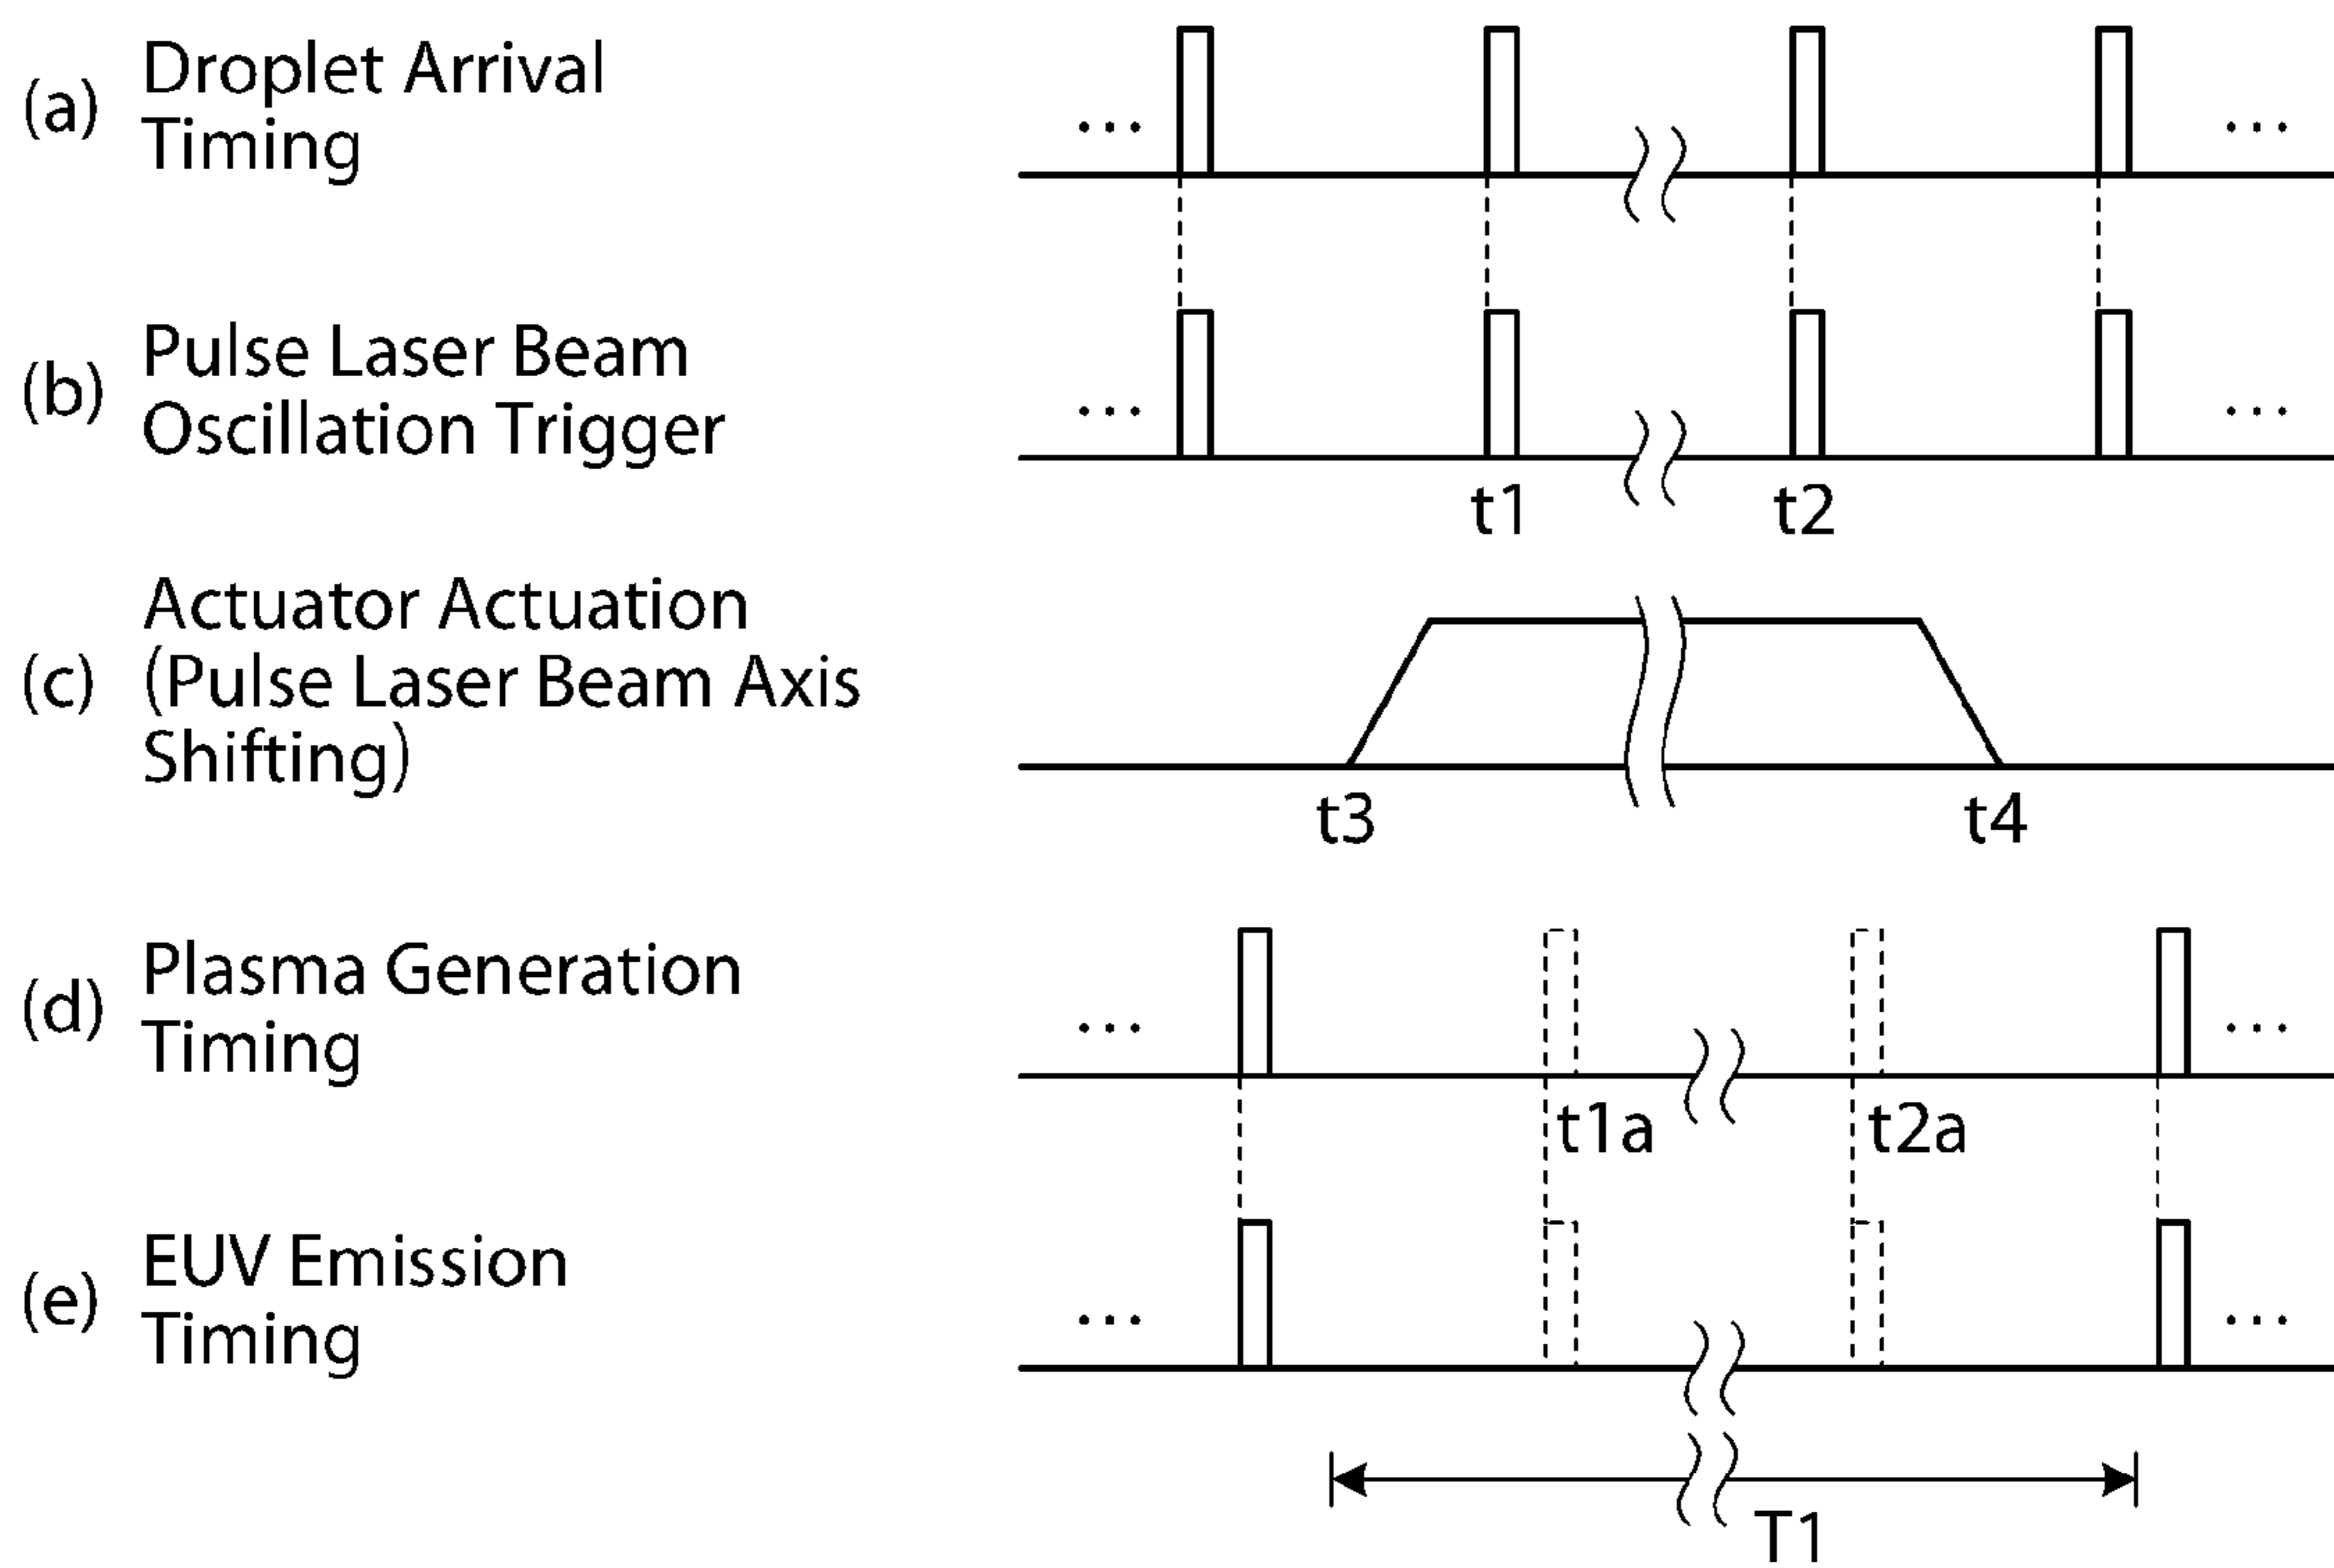 (a) Droplet Arrival
Timing
... ...
(b) Pulse Laser Beam
Oscillation Trigger
... ...
t1 t2
(c) Actuator Actuation
(Pulse Laser Beam Axis
Shifting)
t3 t4
(d) Plasma Generation
Timing
... ...
t1a t2a
(e) EUV Emission
Timing
... ...
T1